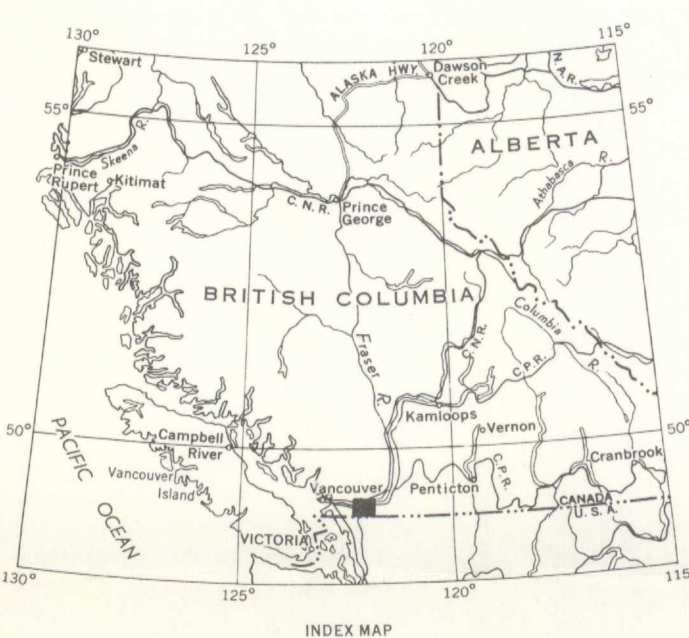 130°
125°
120°
115°
Stewart
ALASKA HWY.
Dawson
Creek
N.A.R.
55°
55°
ALBERTA
Skeena R.
Athabasca R.
Prince
Rupert
Kitimat
C.N.R.
Prince
George
BRITISH COLUMBIA
Columbia R.
Fraser R.
C.N.R.
C.P.R.
Kamloops
50°
50°
Campbell
River
Vernon
Cranbrook
PACIFIC OCEAN
Vancouver
Island
Vancouver
Penticton
C.P.R.
CANADA
U.S.A.
VICTORIA
130°
125°
120°
115
INDEX MAP